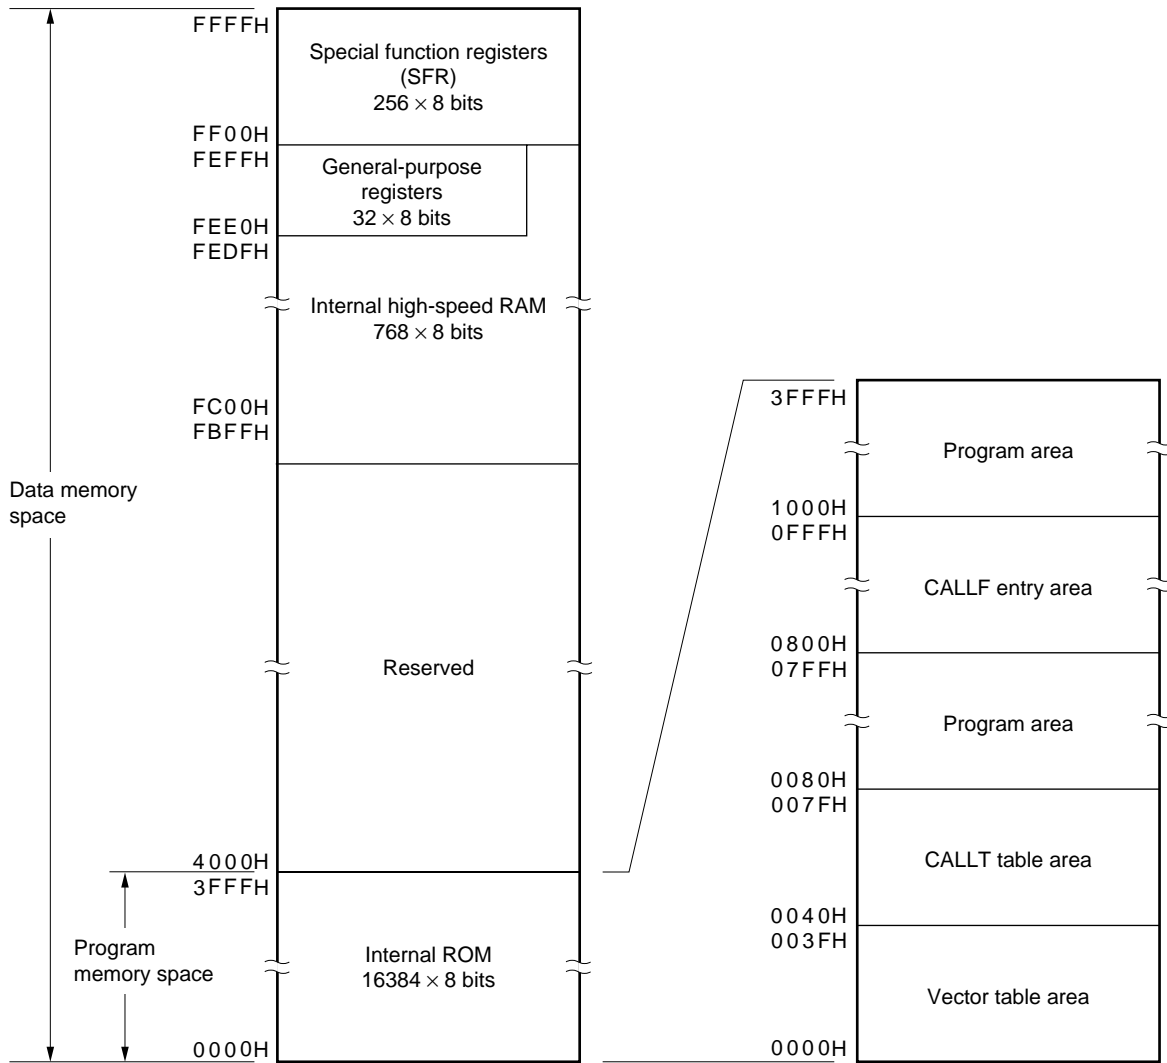 FFFFH
Special function registers
(SFR)
256 × 8 bits
FF00H
FEFFH
General-purpose
registers
32 × 8 bits
FEE0H
FEDFH
Internal high-speed RAM
768 × 8 bits
FC00H
FBFFH
Data memory
space
Reserved
4000H
3FFFH
Program
memory space
Internal ROM
16384 × 8 bits
0000H
3FFFH
Program area
1000H
0FFFH
CALLF entry area
0800H
07FFH
Program area
0080H
007FH
CALLT table area
0040H
003FH
Vector table area
0000H